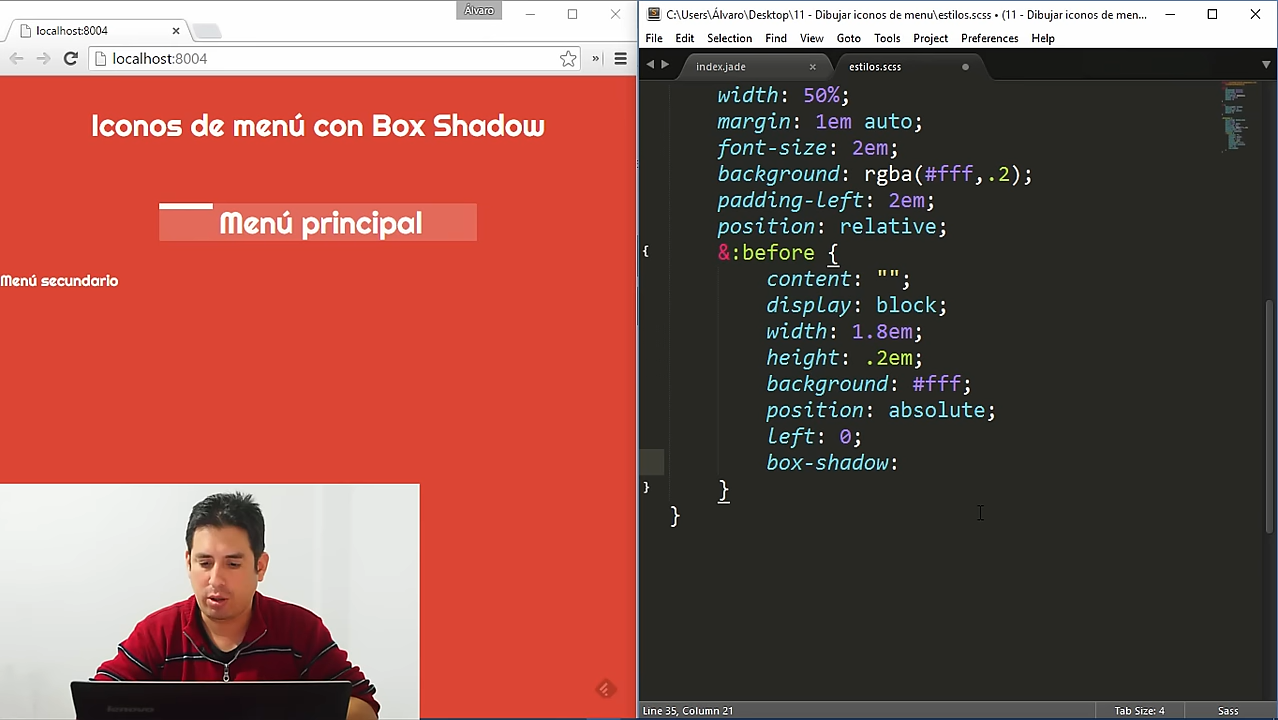 Álvaro
localhost:8004
localhost:8004
Iconos de menú con Box Shadow
Menú principal
Menú secundario
C:\Users\Álvaro\Desktop\11 - Dibujar iconos de menu\estilos.scss • (11 - Dibujar iconos de men...
File Edit Selection Find View Goto Tools Project Preferences Help
index.jade
estilos.scss
width: 50%;
margin: 1em auto;
font-size: 2em;
background: rgba(#fff,.2);
padding-left: 2em;
position: relative;
&:before {
content: "";
display: block;
width: 1.8em;
height: .2em;
background: #fff;
position: absolute;
left: 0;
box-shadow:
}
}
Line 35, Column 21
Tab Size: 4
Sass